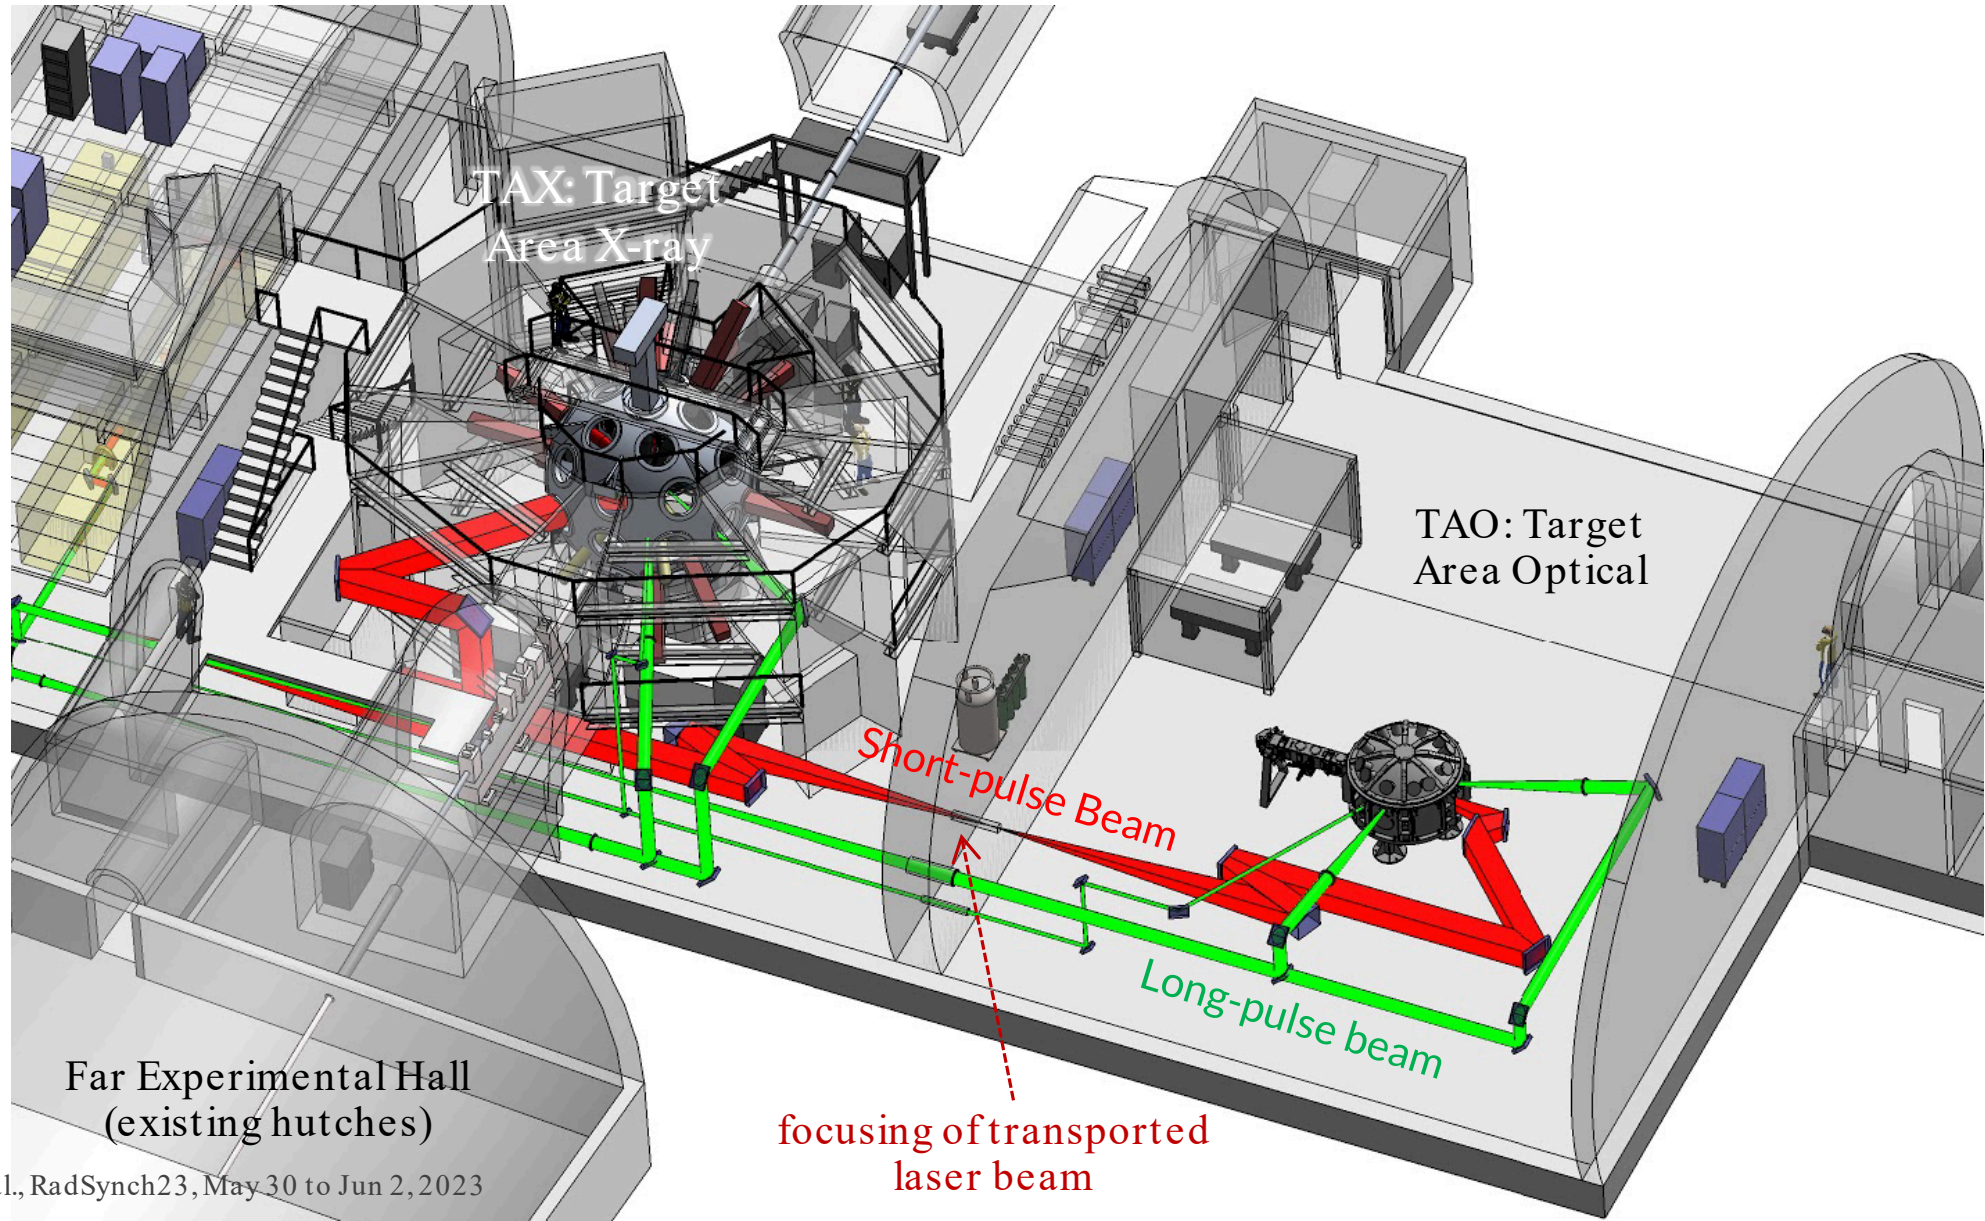 TAX: Target
Area X-ray
TAO: Target
Area Optical
Short-pulse Beam
Long-pulse beam
Far Experimental Hall
(existing hutches)
focusing of transported
laser beam
RadSynch23, May 30 to Jun 2, 2023